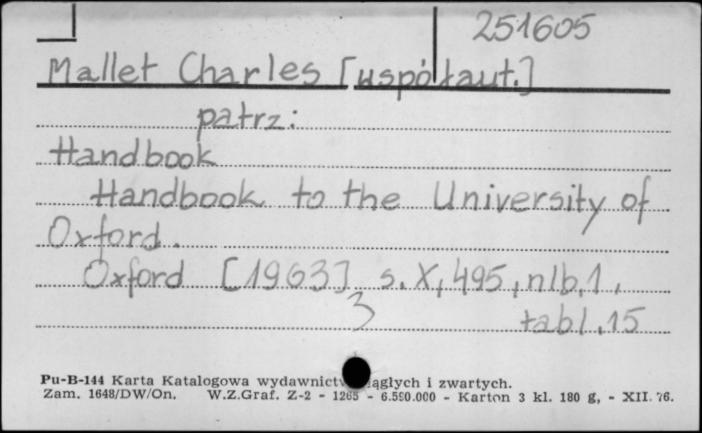 251605
Mallet Charles [współaut.]
patrz:
Handbook
Handbook to the University of
Oxford.
Oxford [1963] s. X, 495, nlb. 1,
3 tabl. 15
Pu-B-144 Karta Katalogowa wydawnictw ciągłych i zwartych.
Zam. 1648/DW/On. W.Z.Graf. Z-2 - 1265 - 6.590.000 - Karton 3 kl. 180 g, - XII. 76.